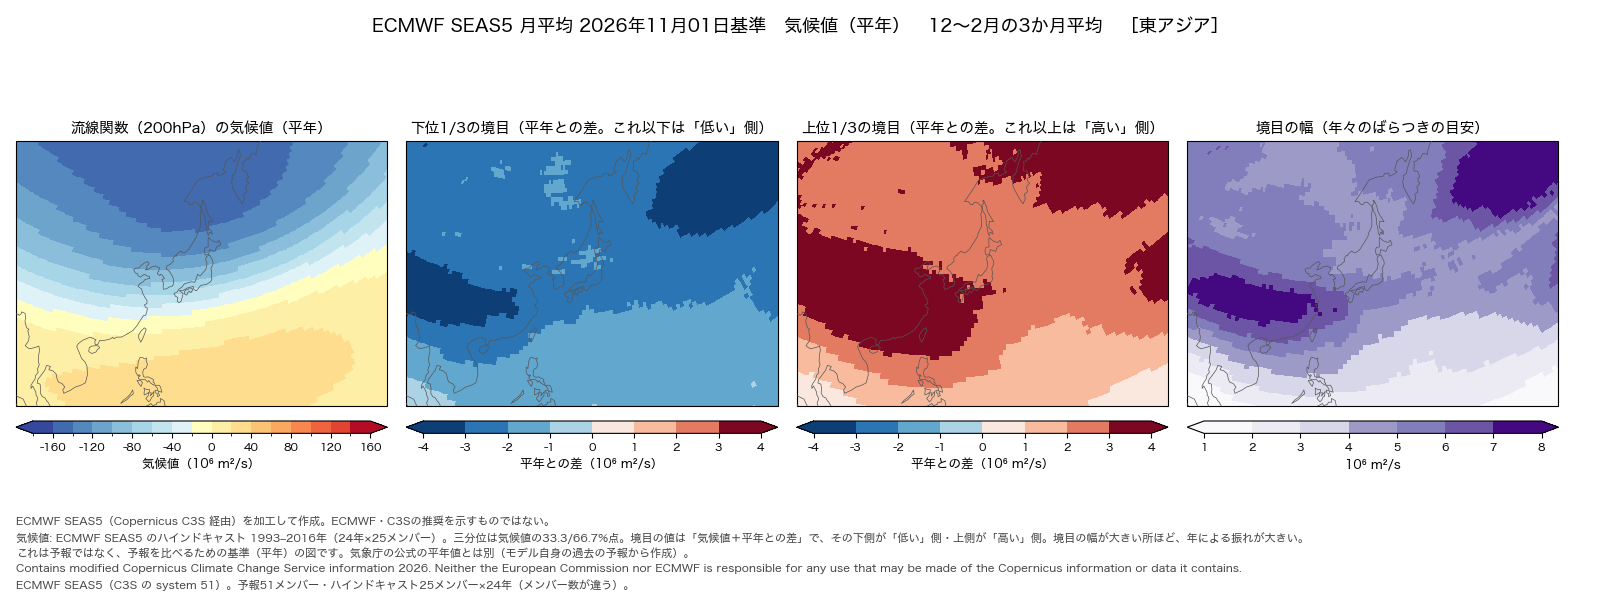 ECMWF SEAS5 月平均 2026年11月01日基準　気候値（平年）　12〜2月の3か月平均　［東アジア］
流線関数（200hPa）の気候値（平年）
下位1/3の境目（平年との差。これ以下は「低い」側）
上位1/3の境目（平年との差。これ以上は「高い」側）
境目の幅（年々のばらつきの目安）
-160 -120 -80 -40 0 40 80 120 160
気候値（10⁶ m²/s）
-4 -3 -2 -1 0 1 2 3 4
平年との差（10⁶ m²/s）
-4 -3 -2 -1 0 1 2 3 4
平年との差（10⁶ m²/s）
1 2 3 4 5 6 7 8
10⁶ m²/s
ECMWF SEAS5（Copernicus C3S 経由）を加工して作成。ECMWF・C3Sの推奨を示すものではない。
気候値: ECMWF SEAS5 のハインドキャスト 1993–2016年（24年×25メンバー）。三分位は気候値の33.3/66.7%点。境目の値は「気候値＋平年との差」で、その下側が「低い」側・上側が「高い」側。境目の幅が大きい所ほど、年による振れが大きい。
これは予報ではなく、予報を比べるための基準（平年）の図です。気象庁の公式の平年値とは別（モデル自身の過去の予報から作成）。
Contains modified Copernicus Climate Change Service information 2026. Neither the European Commission nor ECMWF is responsible for any use that may be made of the Copernicus information or data it contains.
ECMWF SEAS5（C3S の system 51）。予報51メンバー・ハインドキャスト25メンバー×24年（メンバー数が違う）。